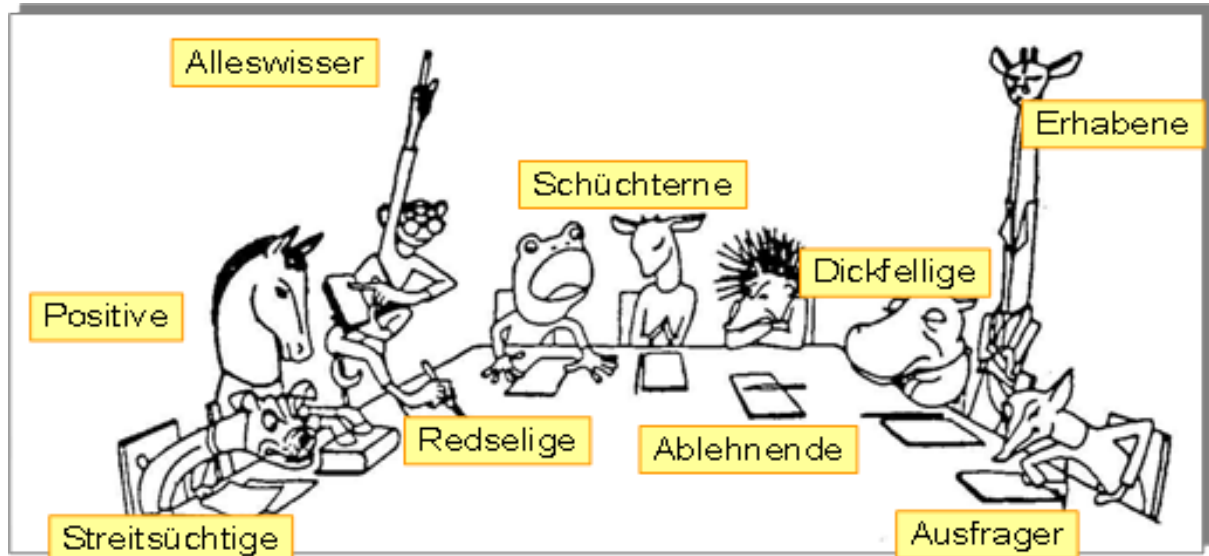 Alleswisser
Erhabene
Schüchterne
Dickfellige
Positive
Redselige
Ablehnende
Streitsüchtige
Ausfrager